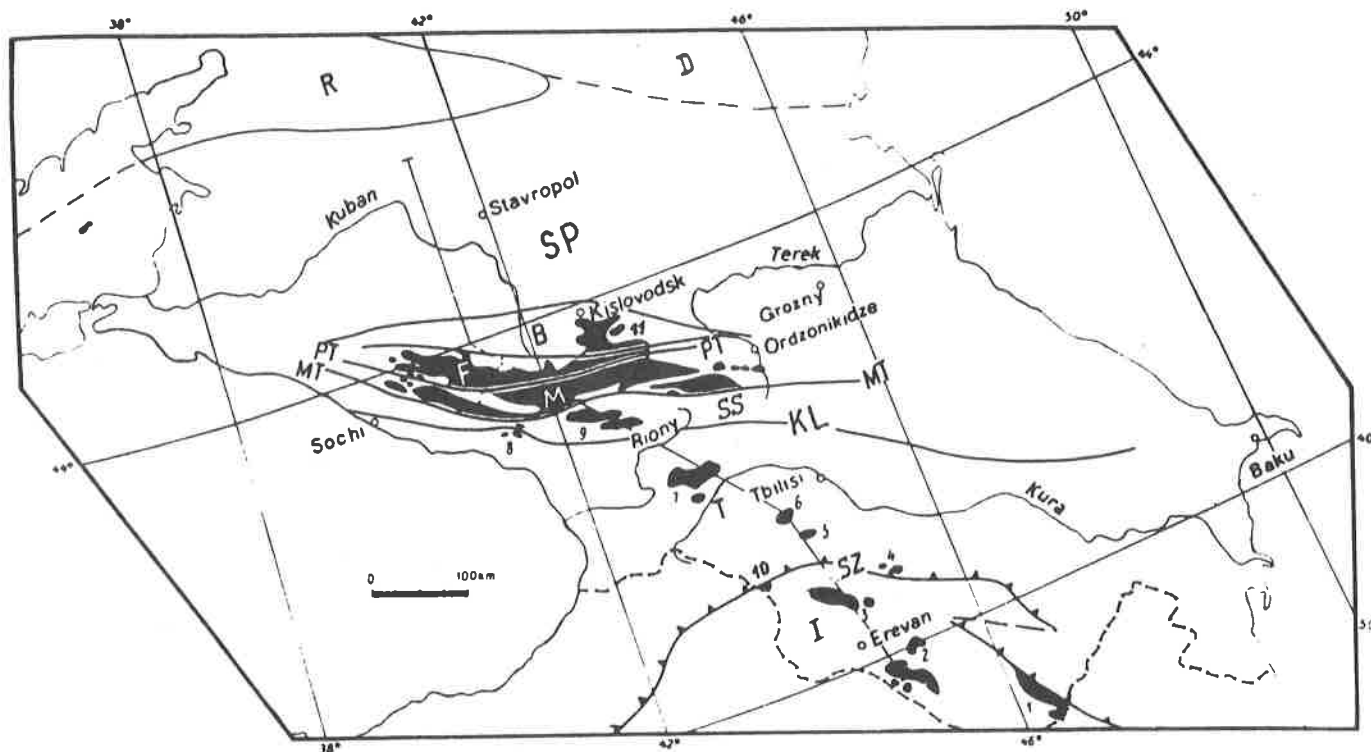 38° 42° 46° 50°
44°
R
D
Kuban
Stavropol
SP
Terek
Kislovodsk
Grozny
B
11
Ordzonikidze
PT
PT
MT
MT
F
M
SS
KL
Sochi
8
9
Riony
44°
40
Baku
7
T
Tbilisi
6
5
Kura
0 100km
10
SZ
4
I
Erevan
2
1
38° 42° 46°